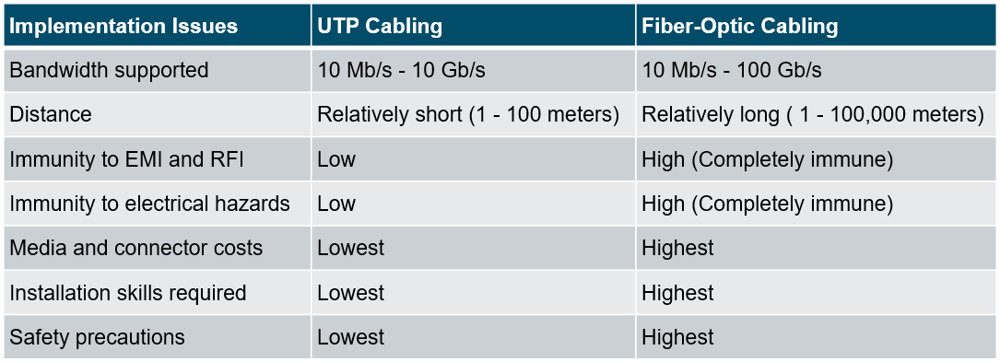 Implementation Issues UTP Cabling Fiber-Optic Cabling
Bandwidth supported 10 Mb/s - 10 Gb/s 10 Mb/s - 100 Gb/s
Distance Relatively short (1 - 100 meters) Relatively long ( 1 - 100,000 meters)
Immunity to EMI and RFI Low High (Completely immune)
Immunity to electrical hazards Low High (Completely immune)
Media and connector costs Lowest Highest
Installation skills required Lowest Highest
Safety precautions Lowest Highest